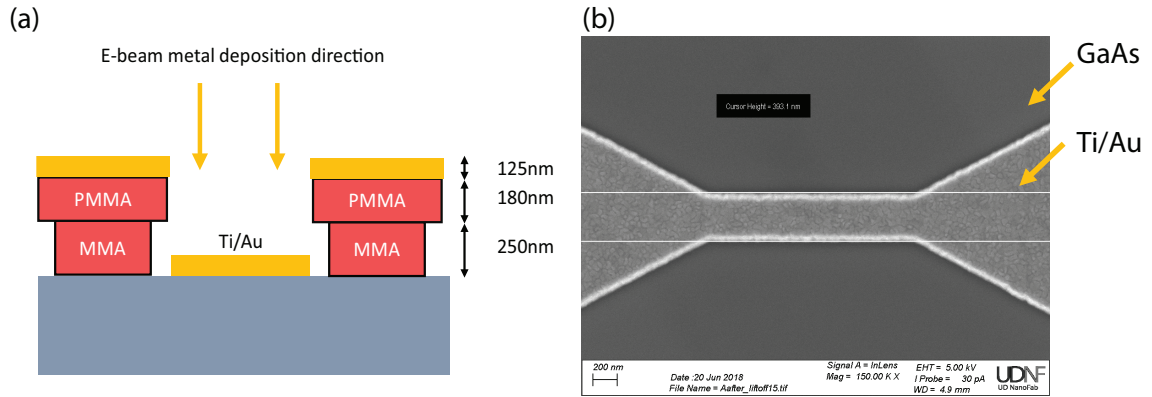 (a)
E-beam metal deposition direction
125nm
PMMA
PMMA
180nm
Ti/Au
MMA
MMA
250nm
(b)
GaAs
Cursor Height = 393.1 nm
Ti/Au
200 nm
Date :20 Jun 2018
File Name = Aafter_liftoff15.tif
Signal A = InLens
Mag = 150.00 K X
EHT = 5.00 kV
I Probe = 30 pA
WD = 4.9 mm
UDNF
UD NanoFab